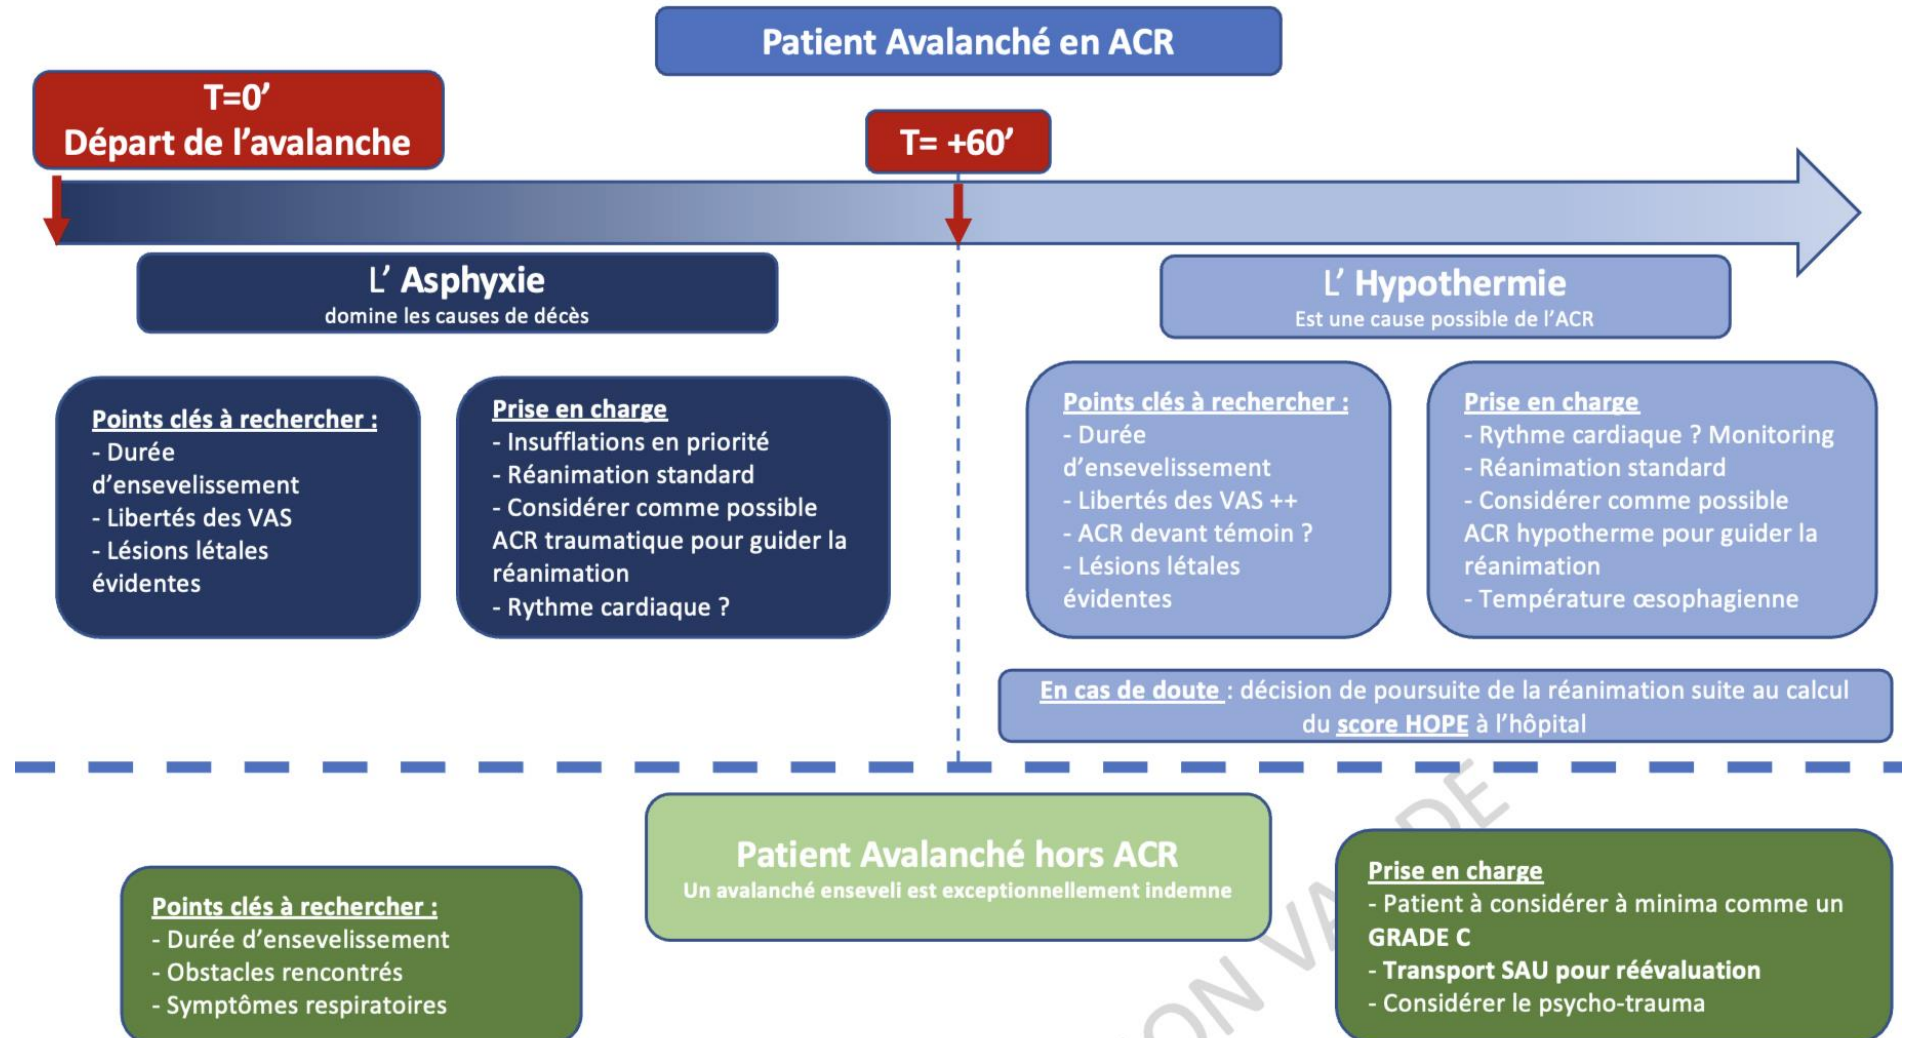 Patient Avalanché en ACR
T=0’
Départ de l’avalanche
T= +60’
L’ Asphyxie
domine les causes de décès
L’ Hypothermie
Est une cause possible de l’ACR
Points clés à rechercher :
- Durée
d’ensevelissement
- Libertés des VAS
- Lésions létales
évidentes
Prise en charge
- Insufflations en priorité
- Réanimation standard
- Considérer comme possible
ACR traumatique pour guider la
réanimation
- Rythme cardiaque ?
Points clés à rechercher :
- Durée
d’ensevelissement
- Libertés des VAS ++
- ACR devant témoin ?
- Lésions létales
évidentes
Prise en charge
- Rythme cardiaque ? Monitoring
- Réanimation standard
- Considérer comme possible
ACR hypotherme pour guider la
réanimation
- Température œsophagienne
En cas de doute : décision de poursuite de la réanimation suite au calcul
du score HOPE à l’hôpital
Patient Avalanché hors ACR
Un avalanché enseveli est exceptionnellement indemne
Points clés à rechercher :
- Durée d’ensevelissement
- Obstacles rencontrés
- Symptômes respiratoires
Prise en charge
- Patient à considérer à minima comme un
GRADE C
- Transport SAU pour réévaluation
- Considérer le psycho-trauma